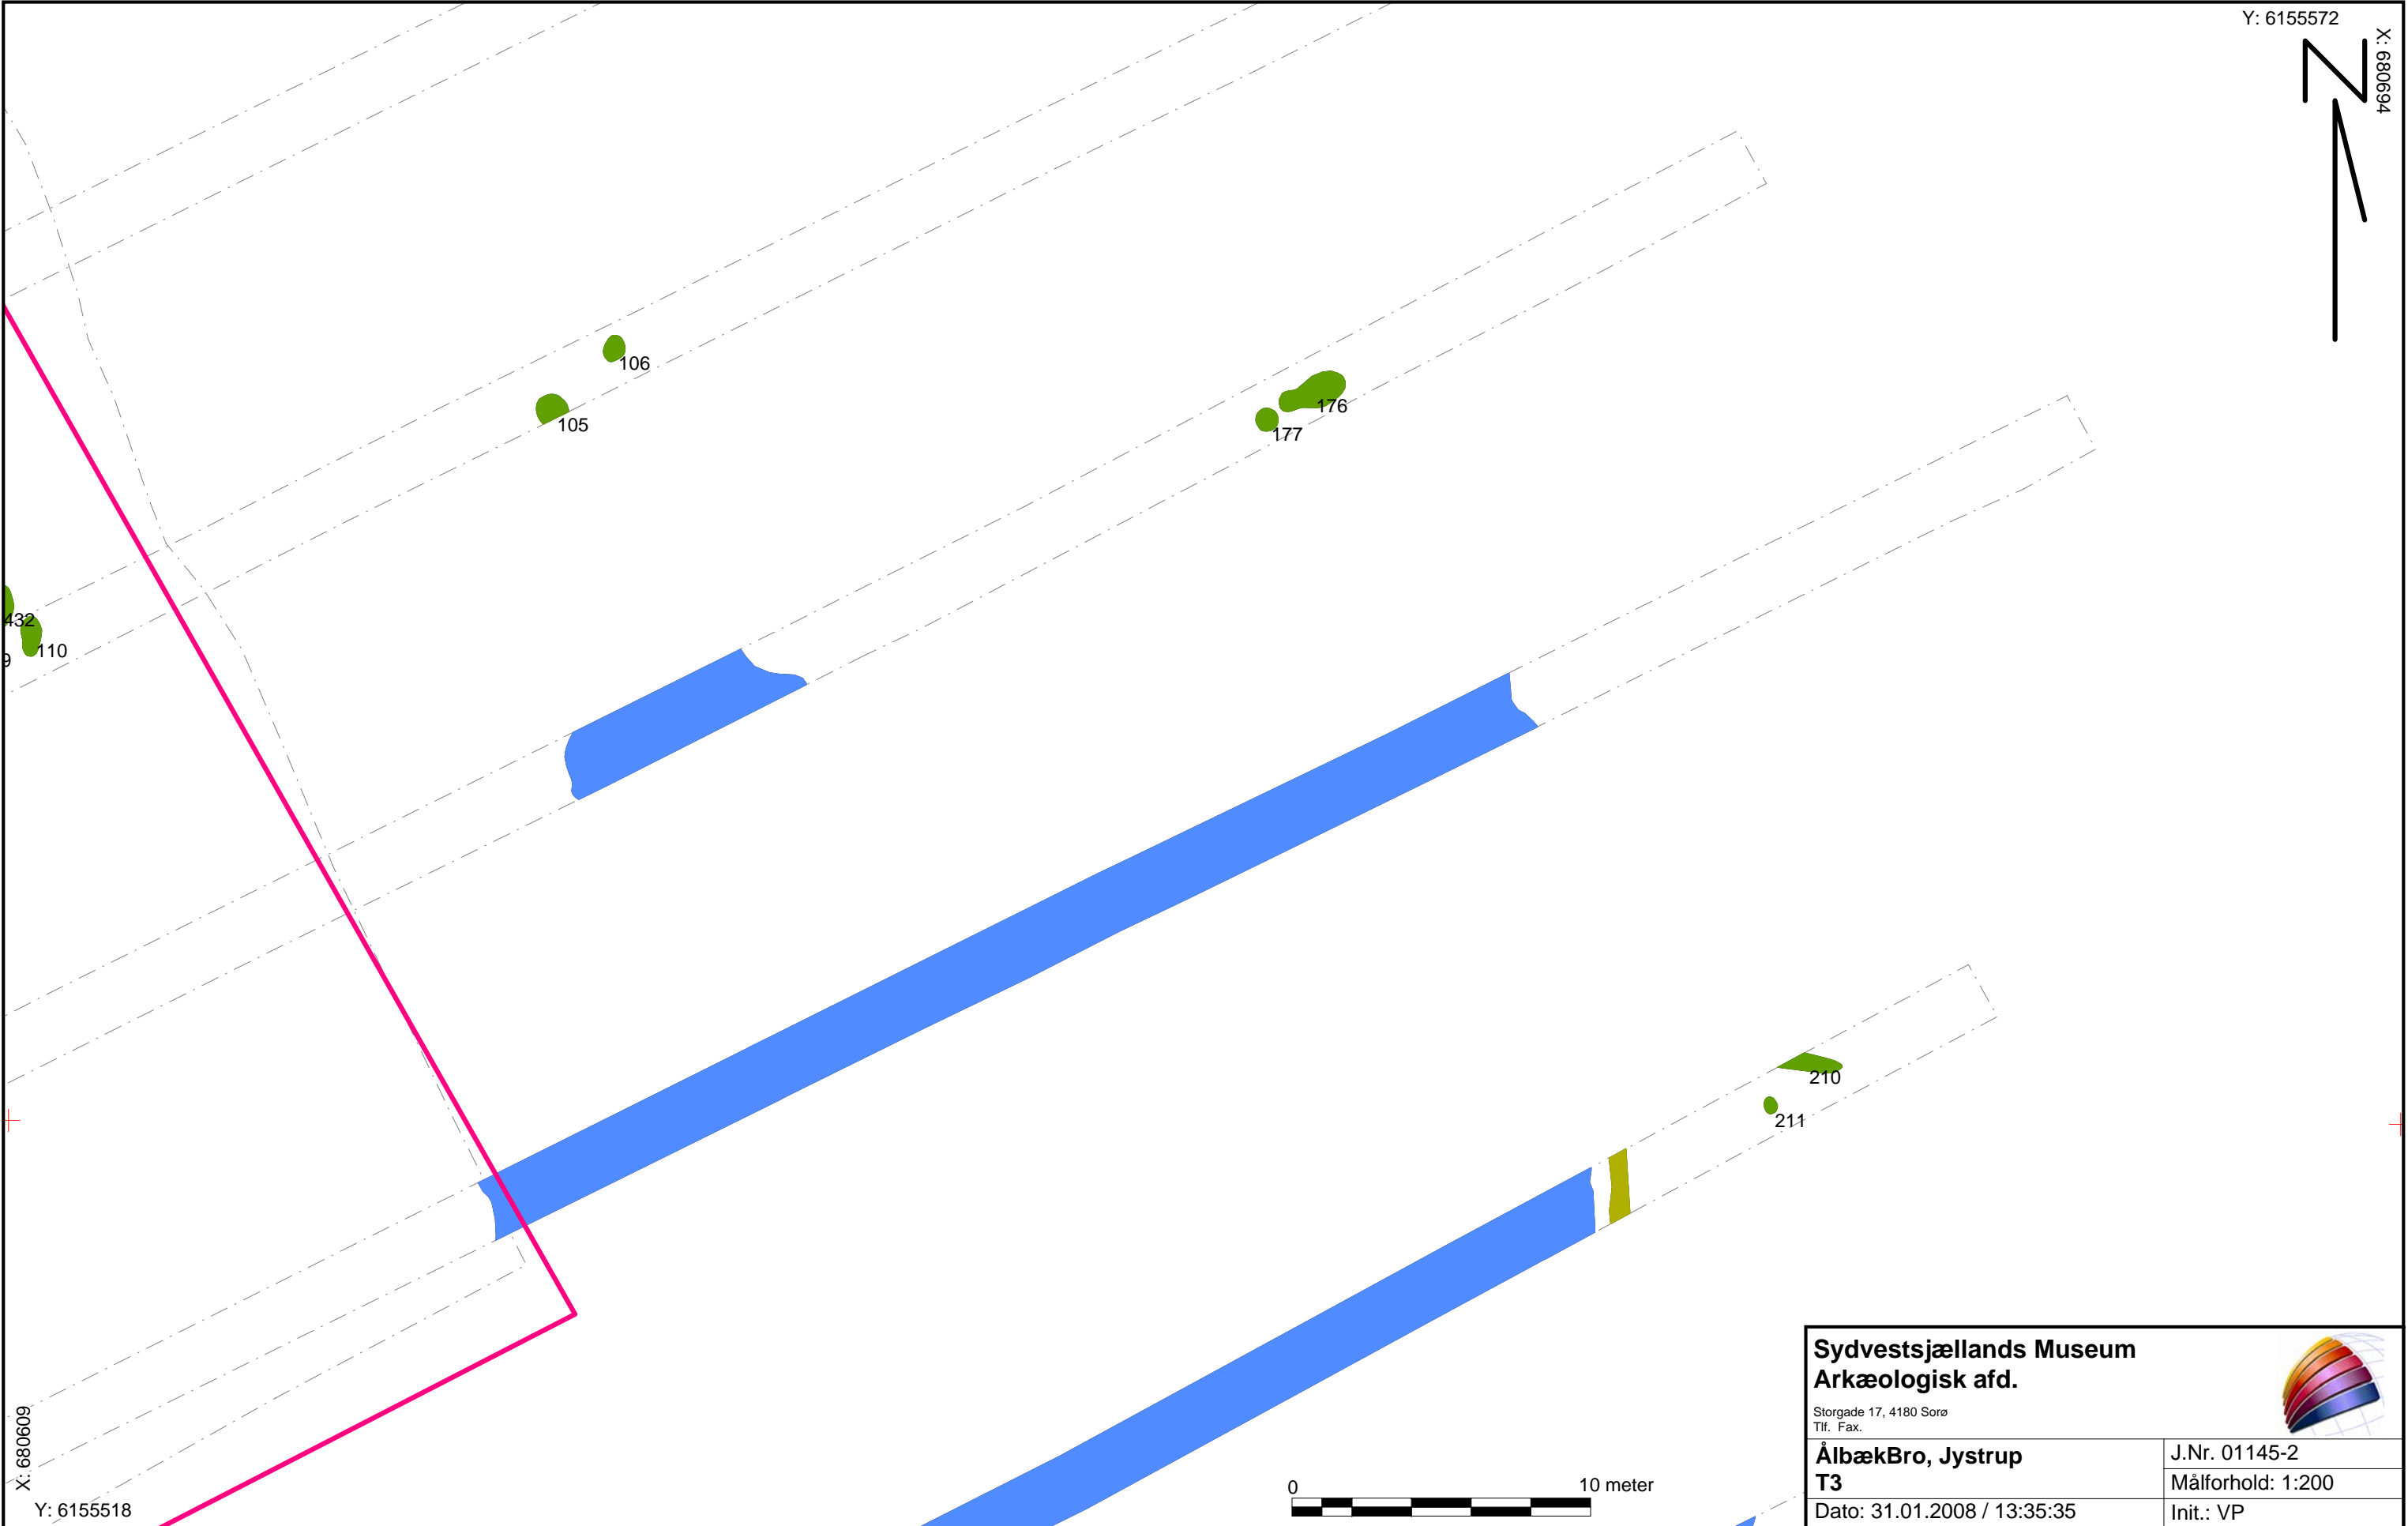 Y: 6155572
X: 680694
106
105
176
177
432
110
9
210
211
X: 680609
Y: 6155518
0 10 meter
Sydvestsjællands Museum
Arkæologisk afd.
Storgade 17, 4180 Sorø
Tlf. Fax.
ÅlbækBro, Jystrup
T3
J.Nr. 01145-2
Målforhold: 1:200
Dato: 31.01.2008 / 13:35:35
Init.: VP